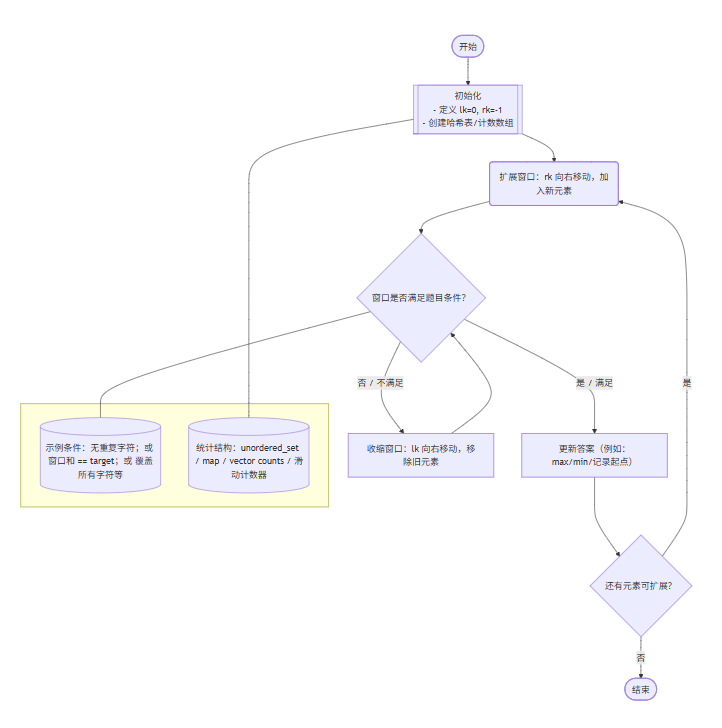 开始
初始化
- 定义 lk=0, rk=-1
- 创建哈希表/计数数组
扩展窗口：rk 向右移动，加
入新元素
窗口是否满足题目条件？
否 / 不满足
是 / 满足
是
示例条件：无重复字符；或
窗口和 == target；或 覆盖
所有字符等
统计结构：unordered_set
/ map / vector counts / 滑
动计数器
收缩窗口：lk 向右移动，移
除旧元素
更新答案（例如：
max/min/记录起点）
还有元素可扩展？
否
结束